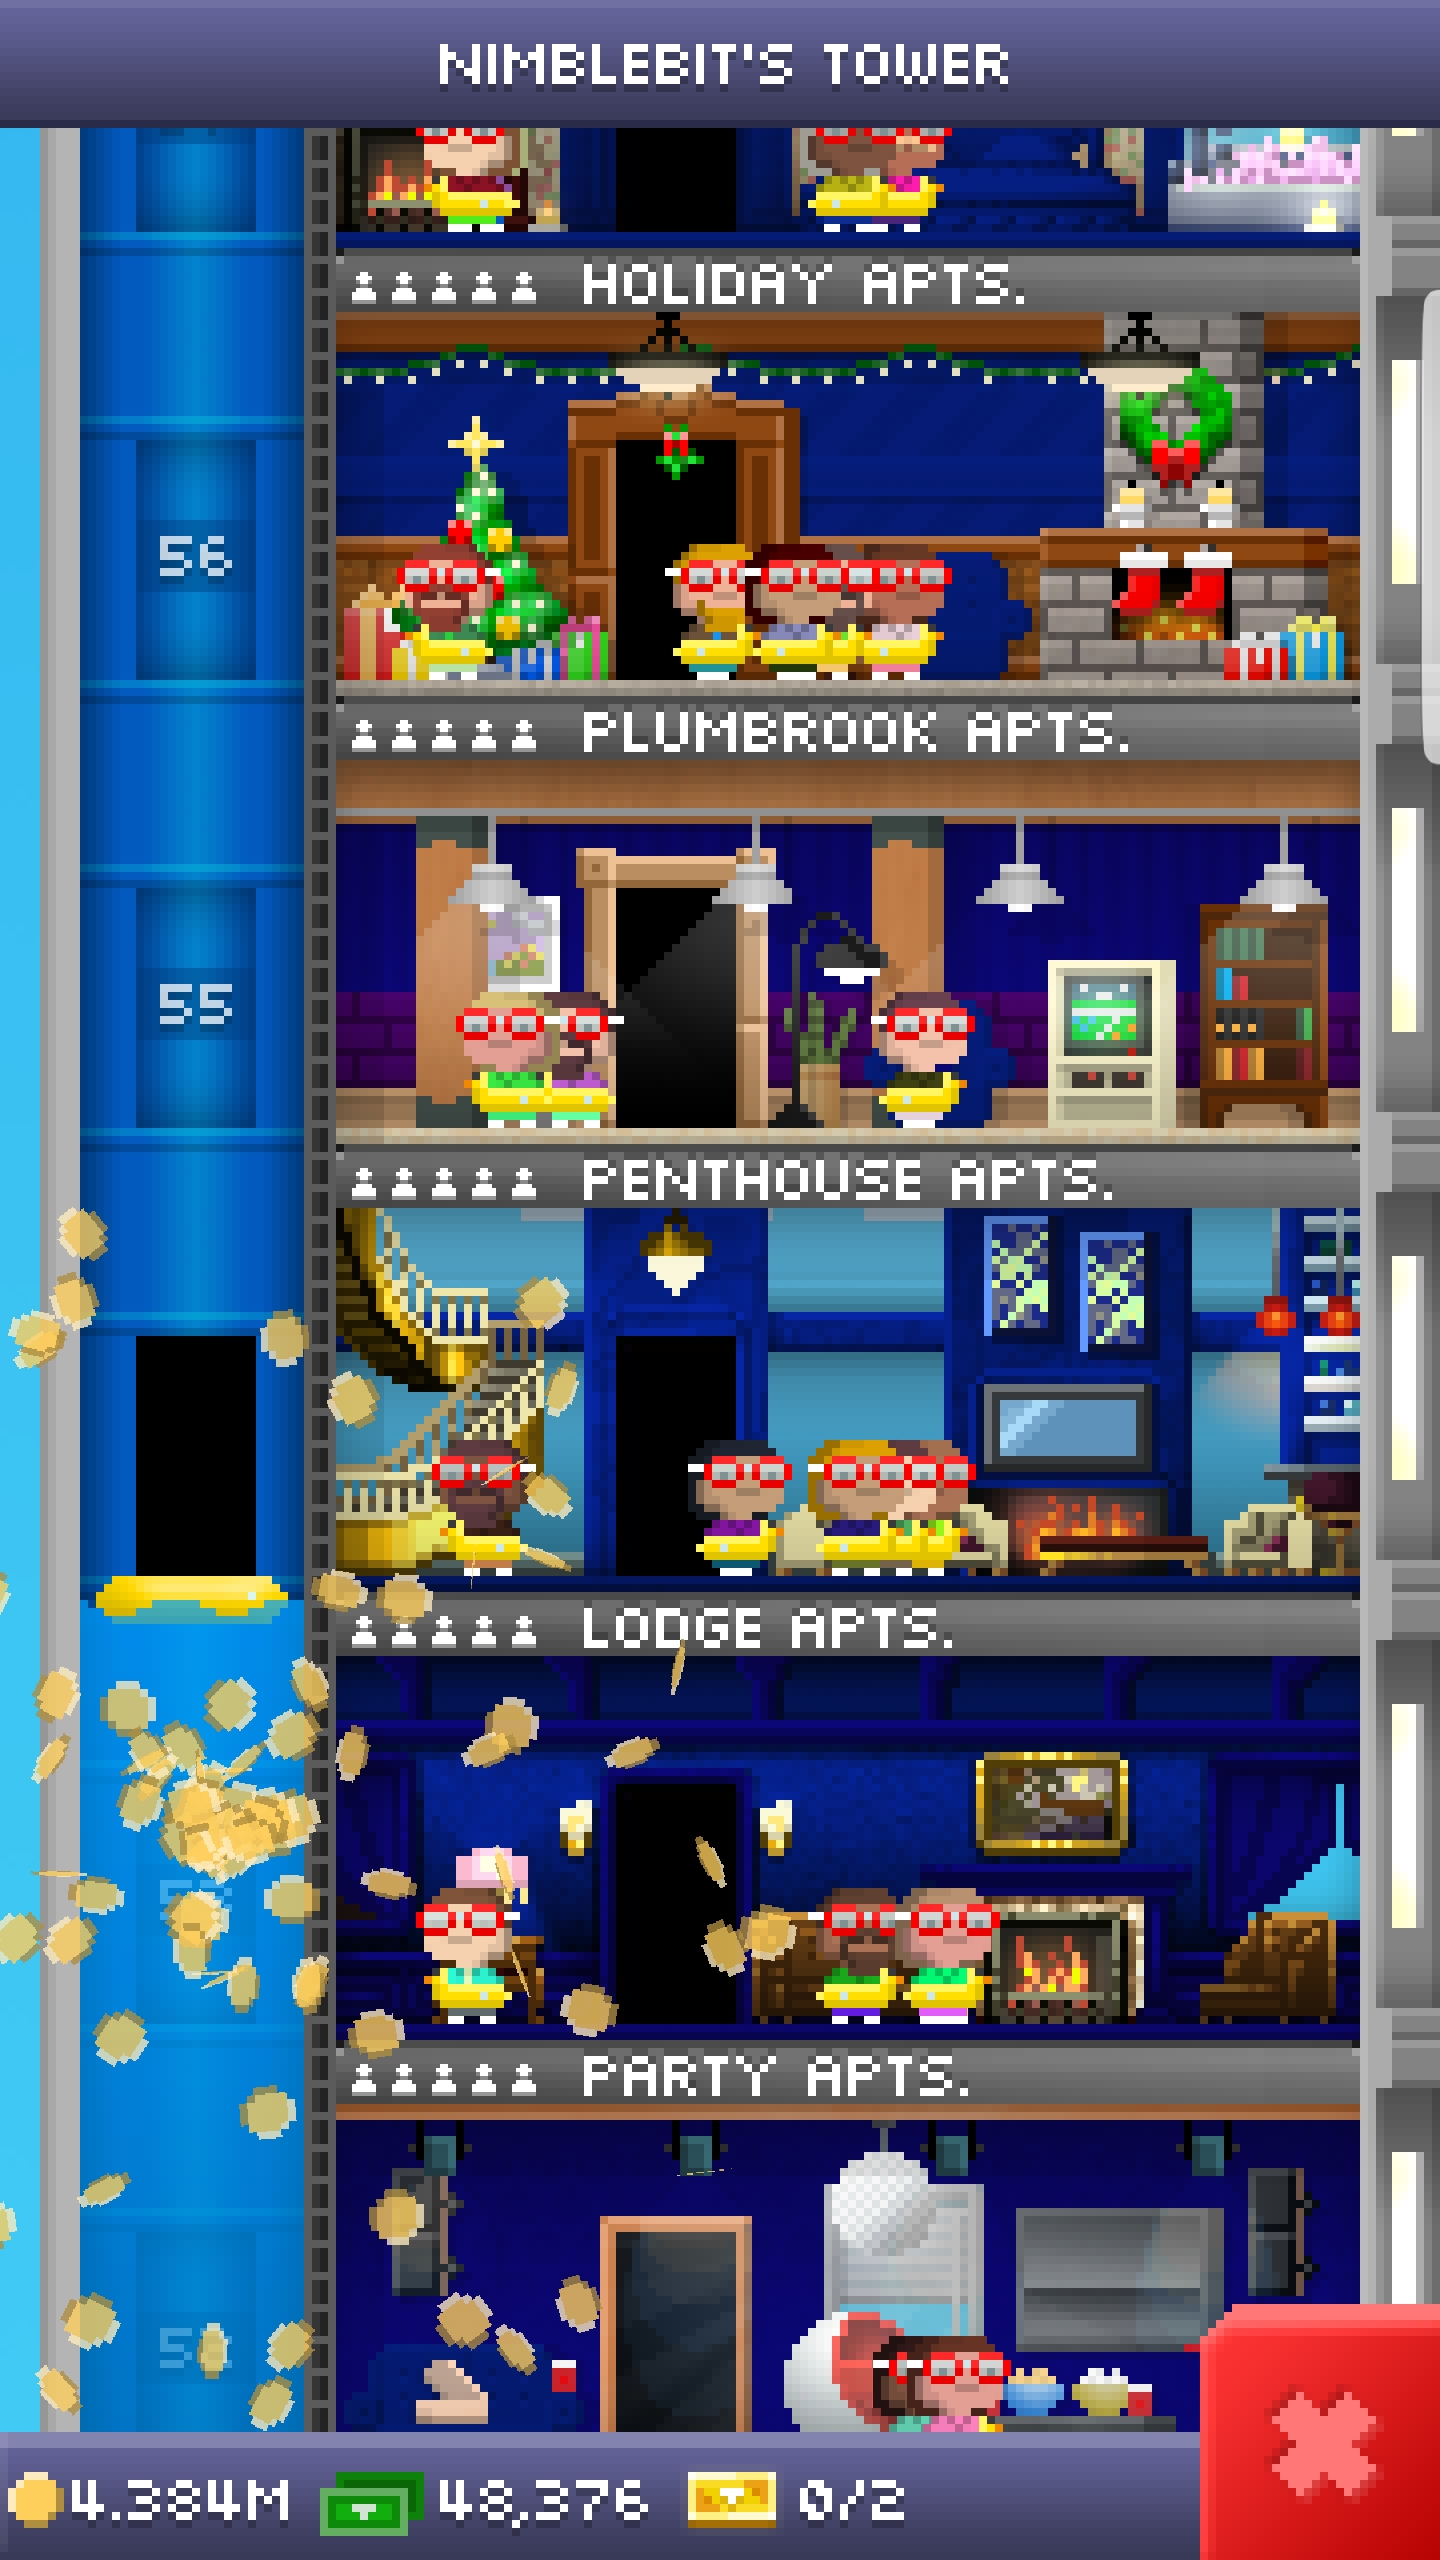 NIMBLEBIT'S TOWER
HOLIDAY APTS.
56
PLUMBROOK APTS.
55
PENTHOUSE APTS.
LODGE APTS.
PARTY APTS.
4.384M 48,376 0/2